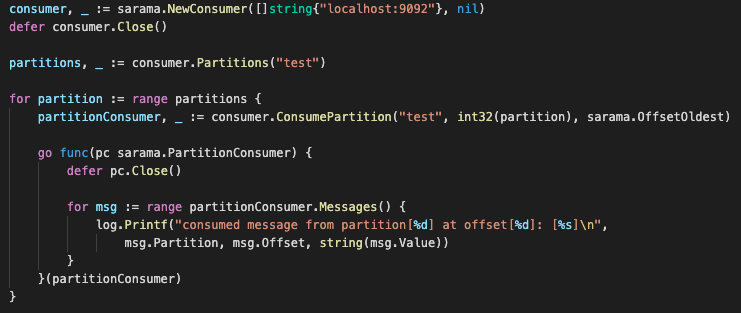 consumer, _ := sarama.NewConsumer([]string{"localhost:9092"}, nil)
defer consumer.Close()

partitions, _ := consumer.Partitions("test")

for partition := range partitions {
    partitionConsumer, _ := consumer.ConsumePartition("test", int32(partition), sarama.OffsetOldest)

    go func(pc sarama.PartitionConsumer) {
        defer pc.Close()

        for msg := range partitionConsumer.Messages() {
            log.Printf("consumed message from partition[%d] at offset[%d]: [%s]\n",
                msg.Partition, msg.Offset, string(msg.Value))
        }
    }(partitionConsumer)
}